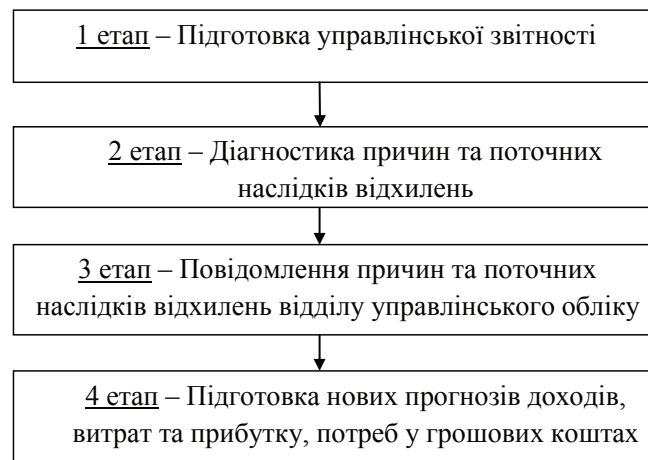 1 етап – Підготовка управлінської звітності
2 етап – Діагностика причин та поточних
наслідків відхилень
3 етап – Повідомлення причин та поточних
наслідків відхилень відділу управлінського обліку
4 етап – Підготовка нових прогнозів доходів,
витрат та прибутку, потреб у грошових коштах